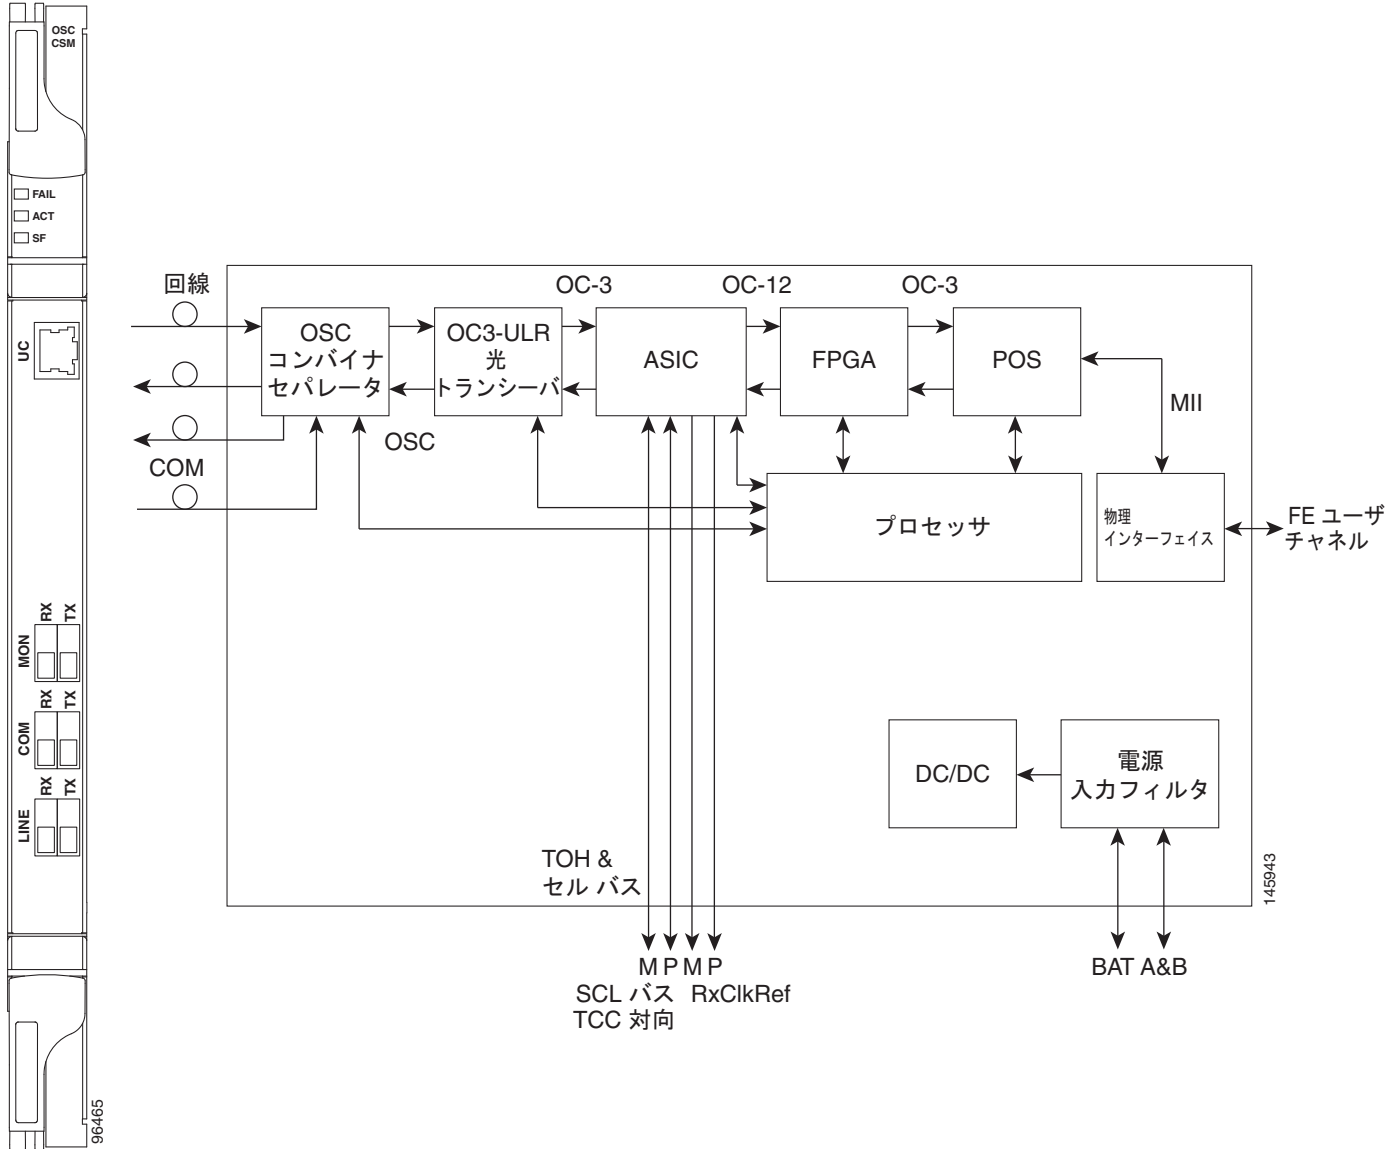 OSC
CSM
FAIL
ACT
SF
UC
RX
TX
MON
RX
TX
COM
RX
TX
LINE
96465
回線
COM
OSC
コンバイナ
セパレータ
OSC
OC3-ULR
光
トランシーバ
OC-3
ASIC
OC-12
FPGA
OC-3
POS
MII
プロセッサ
物理
インターフェイス
FE ユーザ
チャネル
DC/DC
電源
入力フィルタ
TOH &
セル バス
M P M P
SCL バス RxClkRef
TCC 対向
BAT A&B
145943